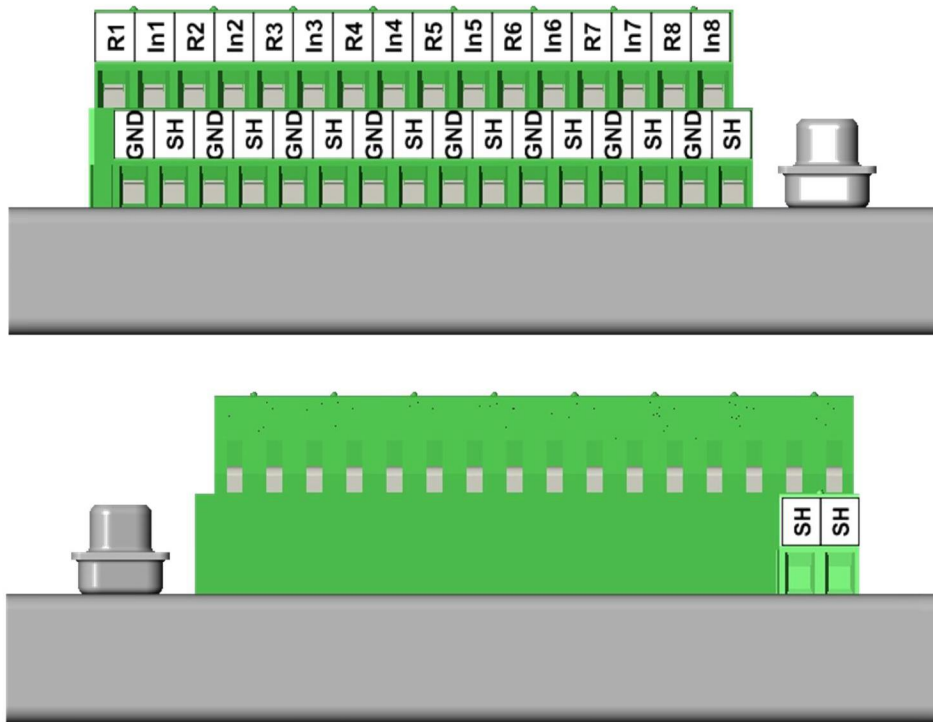 R1 In1 R2 In2 R3 In3 R4 In4 R5 In5 R6 In6 R7 In7 R8 In8
GND SH GND SH GND SH GND SH GND SH GND SH GND SH GND SH
SH SH